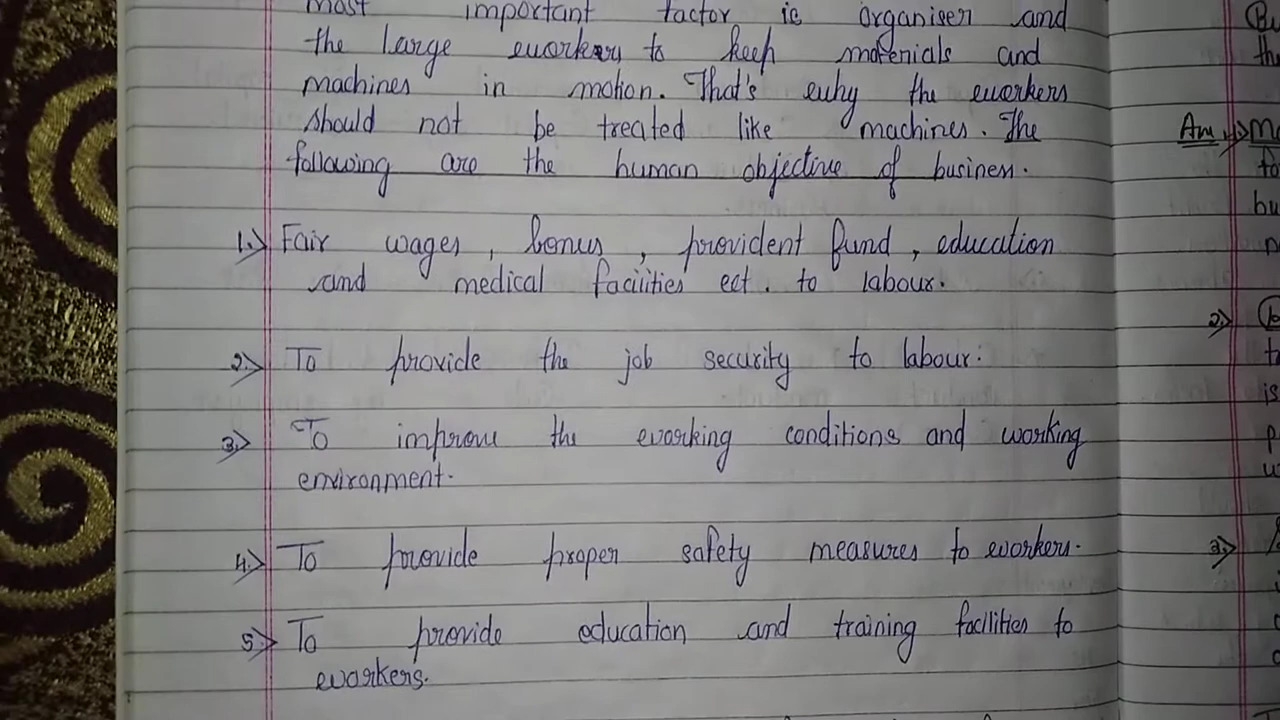 most important factor is organiser and
the large workers to keep materials and
machines in motion. That's why the workers
should not be treated like machines. The
following are the human objective of business.
1.> Fair wages, bonus, provident fund, education
and medical facilities ect. to labour.
2.> To provide the job security to labour.
3.> To improve the working conditions and working
environment.
4.> To provide proper safety measures to workers.
5.> To provide education and training facilities to
workers.
Ans 1.>
2.>
3.>